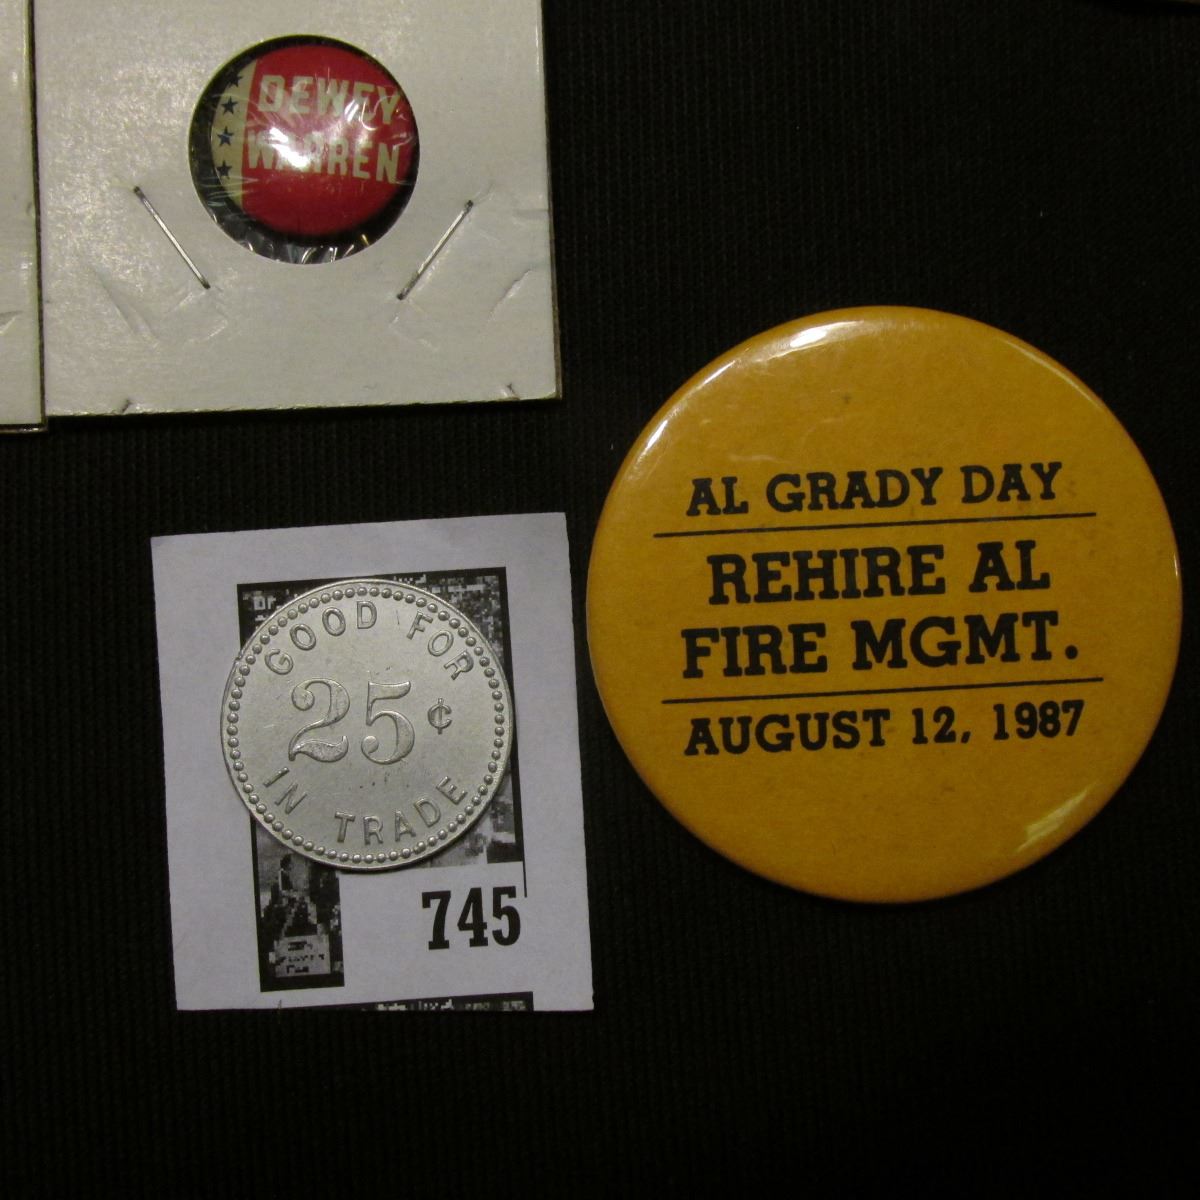 DEWEY
WARREN
GOOD FOR
25¢
IN TRADE
745
AL GRADY DAY
REHIRE AL
FIRE MGMT.
AUGUST 12, 1987